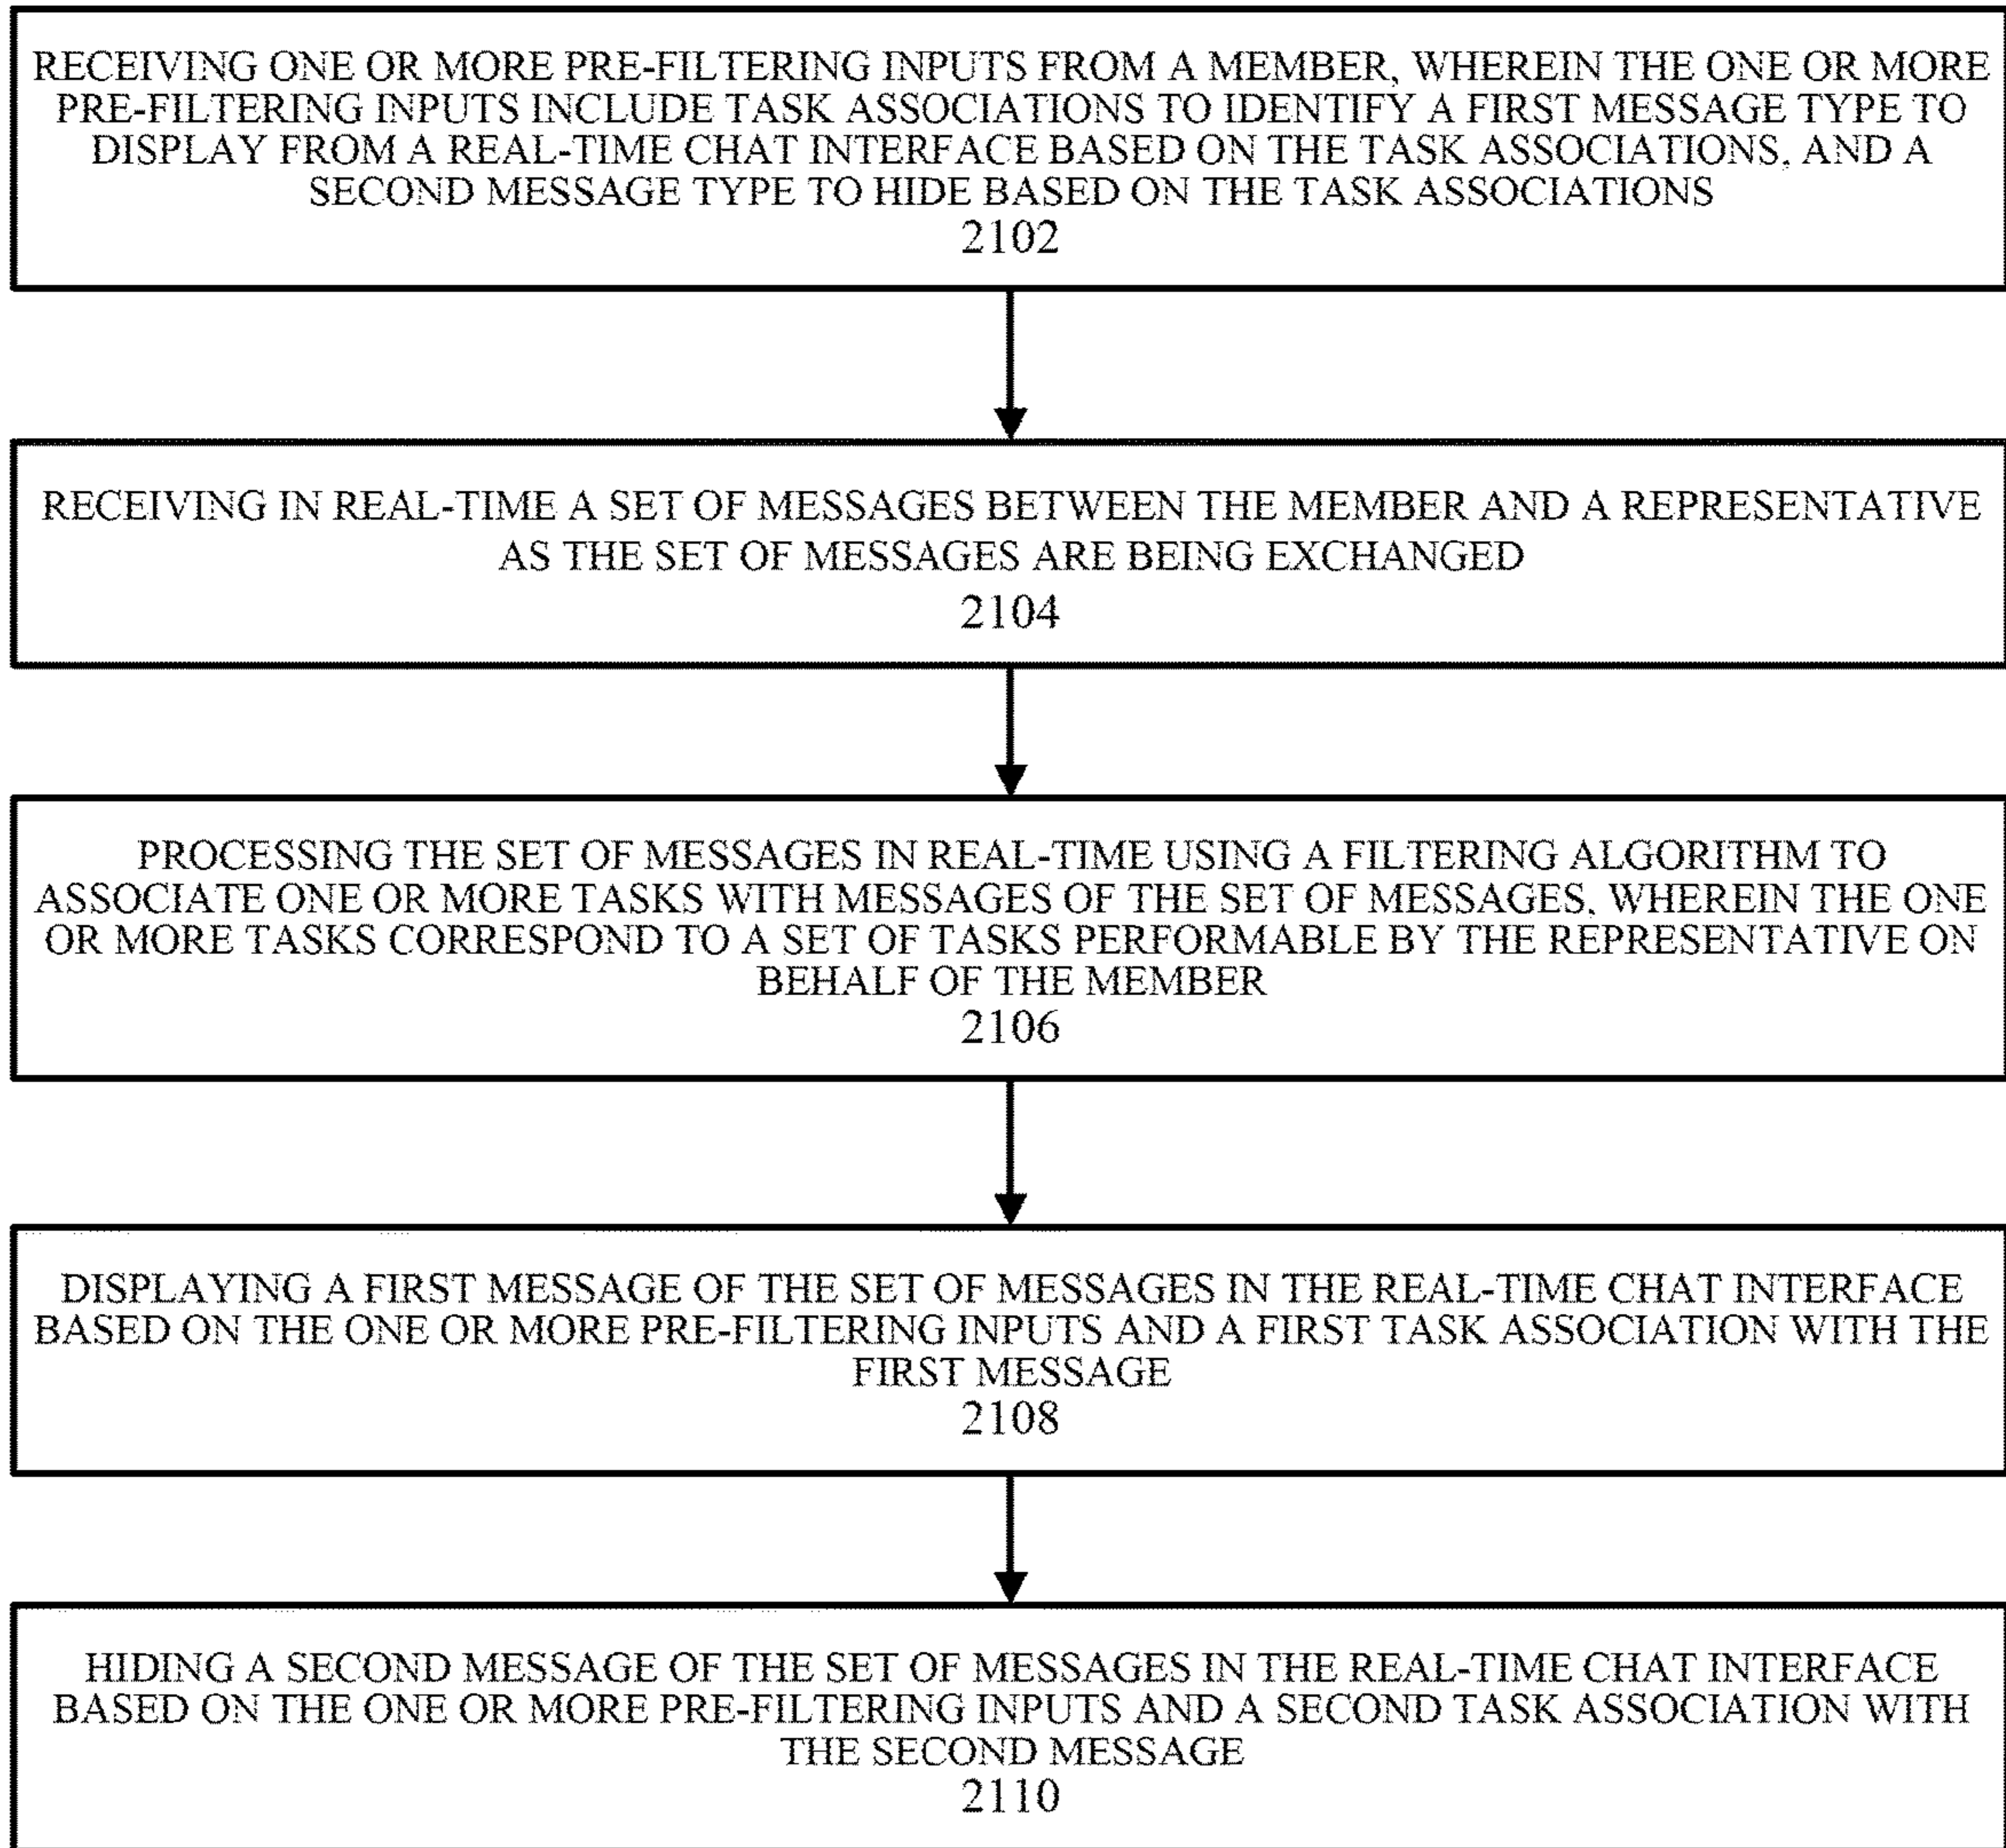 RECEIVING ONE OR MORE PRE-FILTERING INPUTS FROM A MEMBER, WHEREIN THE ONE OR MORE
PRE-FILTERING INPUTS INCLUDE TASK ASSOCIATIONS TO IDENTIFY A FIRST MESSAGE TYPE TO
DISPLAY FROM A REAL-TIME CHAT INTERFACE BASED ON THE TASK ASSOCIATIONS, AND A
SECOND MESSAGE TYPE TO HIDE BASED ON THE TASK ASSOCIATIONS
2102
RECEIVING IN REAL-TIME A SET OF MESSAGES BETWEEN THE MEMBER AND A REPRESENTATIVE
AS THE SET OF MESSAGES ARE BEING EXCHANGED
2104
PROCESSING THE SET OF MESSAGES IN REAL-TIME USING A FILTERING ALGORITHM TO
ASSOCIATE ONE OR MORE TASKS WITH MESSAGES OF THE SET OF MESSAGES, WHEREIN THE ONE
OR MORE TASKS CORRESPOND TO A SET OF TASKS PERFORMABLE BY THE REPRESENTATIVE ON
BEHALF OF THE MEMBER
2106
DISPLAYING A FIRST MESSAGE OF THE SET OF MESSAGES IN THE REAL-TIME CHAT INTERFACE
BASED ON THE ONE OR MORE PRE-FILTERING INPUTS AND A FIRST TASK ASSOCIATION WITH THE
FIRST MESSAGE
2108
HIDING A SECOND MESSAGE OF THE SET OF MESSAGES IN THE REAL-TIME CHAT INTERFACE
BASED ON THE ONE OR MORE PRE-FILTERING INPUTS AND A SECOND TASK ASSOCIATION WITH
THE SECOND MESSAGE
2110